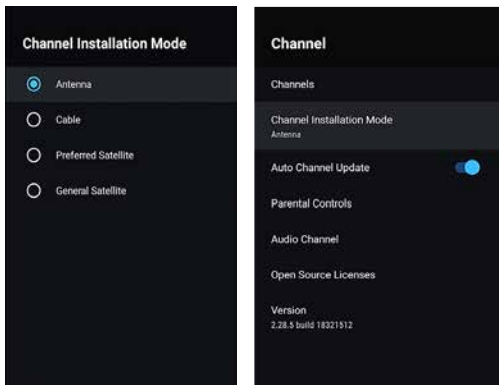 Channel Installation Mode
Antenna
Cable
Preferred Satellite
General Satellite
Channel
Channels
Channel Installation Mode
Antenna
Auto Channel Update
Parental Controls
Audio Channel
Open Source Licenses
Version
2.28.5 build 18321512